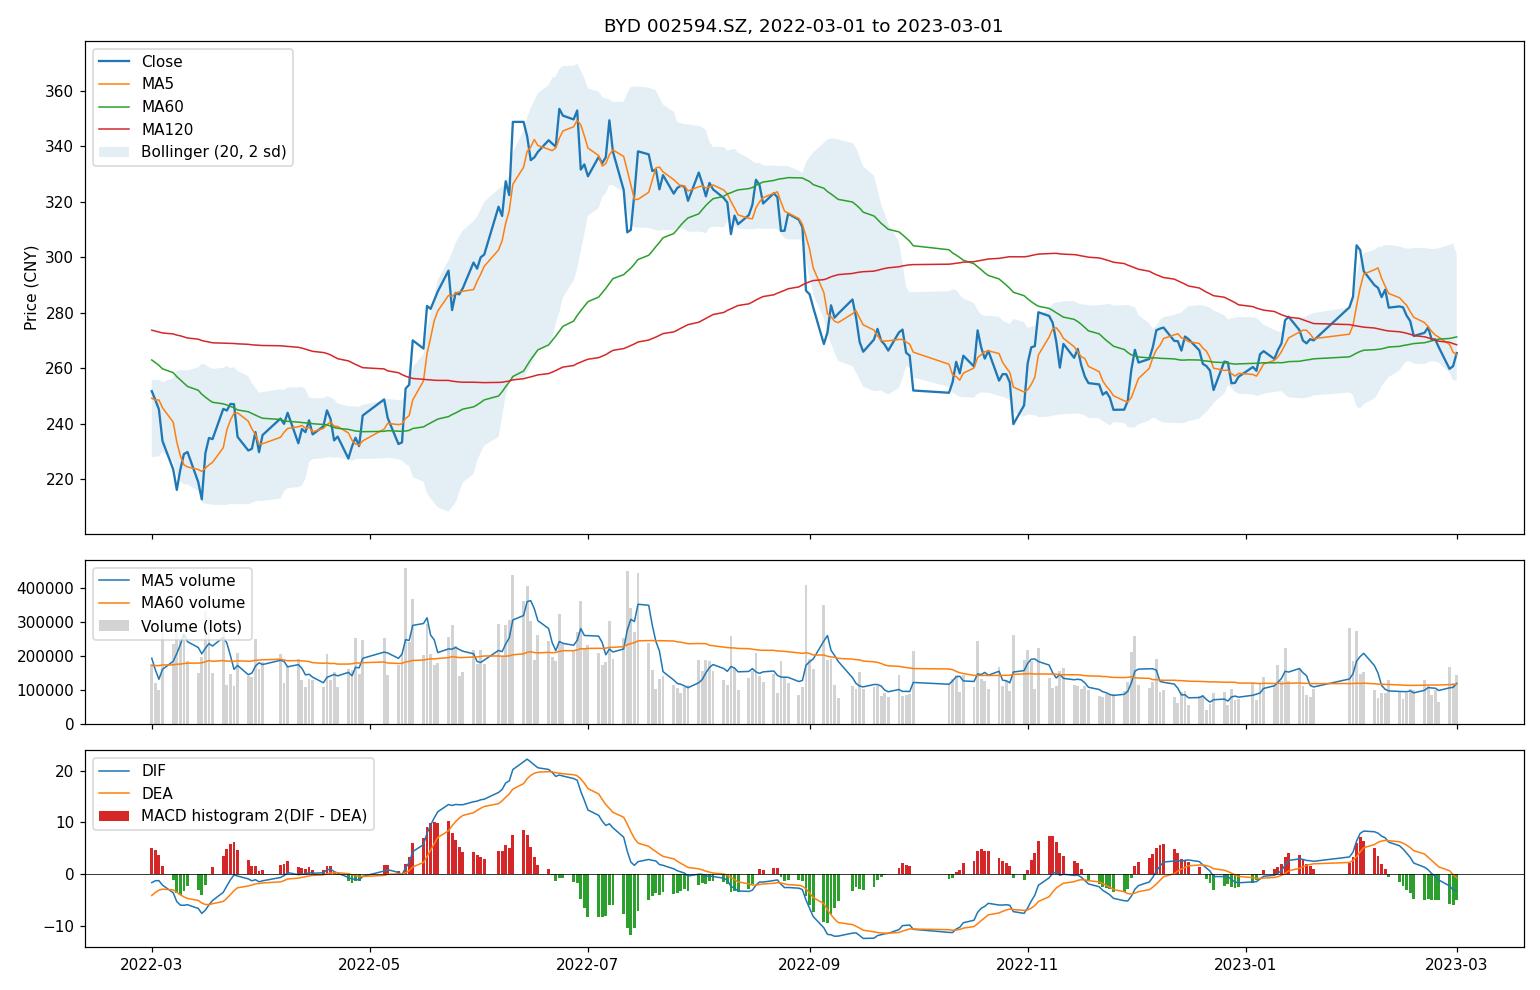 BYD 002594.SZ, 2022-03-01 to 2023-03-01
Close
MA5
MA60
MA120
Bollinger (20, 2 sd)
Price (CNY)
360
340
320
300
280
260
240
220
MA5 volume
MA60 volume
Volume (lots)
400000
300000
200000
100000
0
DIF
DEA
MACD histogram 2(DIF - DEA)
20
10
0
−10
2022-03
2022-05
2022-07
2022-09
2022-11
2023-01
2023-03